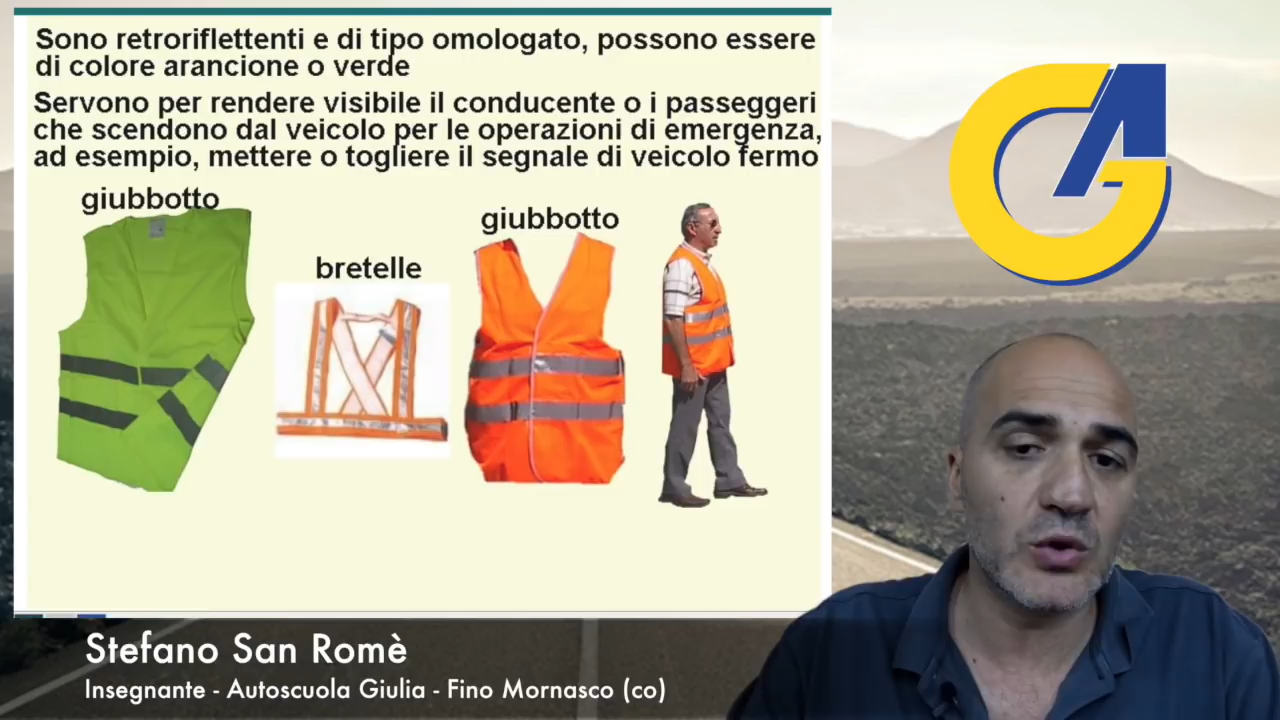 Sono retroriflettenti e di tipo omologato, possono essere
di colore arancione o verde
Servono per rendere visibile il conducente o i passeggeri
che scendono dal veicolo per le operazioni di emergenza,
ad esempio, mettere o togliere il segnale di veicolo fermo
giubbotto
giubbotto
bretelle
GA
Stefano San Romè
Insegnante - Autoscuola Giulia - Fino Mornasco (co)